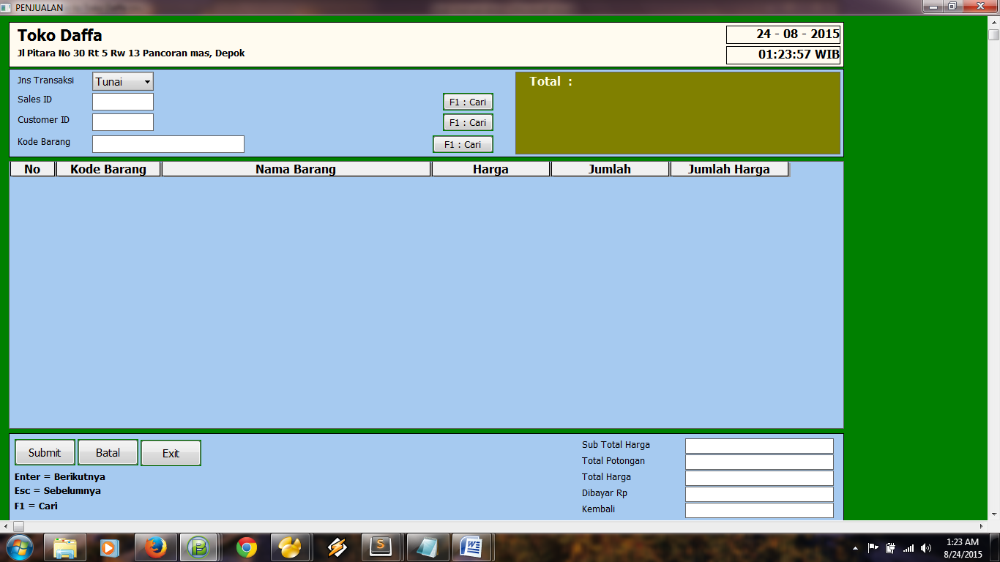 PENJUALAN
Toko Daffa
Jl Pitara No 30 Rt 5 Rw 13 Pancoran mas, Depok
24 - 08 - 2015
01:23:57 WIB
Jns Transaksi Tunai
Sales ID F1 : Cari
Customer ID F1 : Cari
Kode Barang F1 : Cari
Total :
No Kode Barang Nama Barang Harga Jumlah Jumlah Harga
Submit Batal Exit
Enter = Berikutnya
Esc = Sebelumnya
F1 = Cari
Sub Total Harga
Total Potongan
Total Harga
Dibayar Rp
Kembali
1:23 AM
8/24/2015